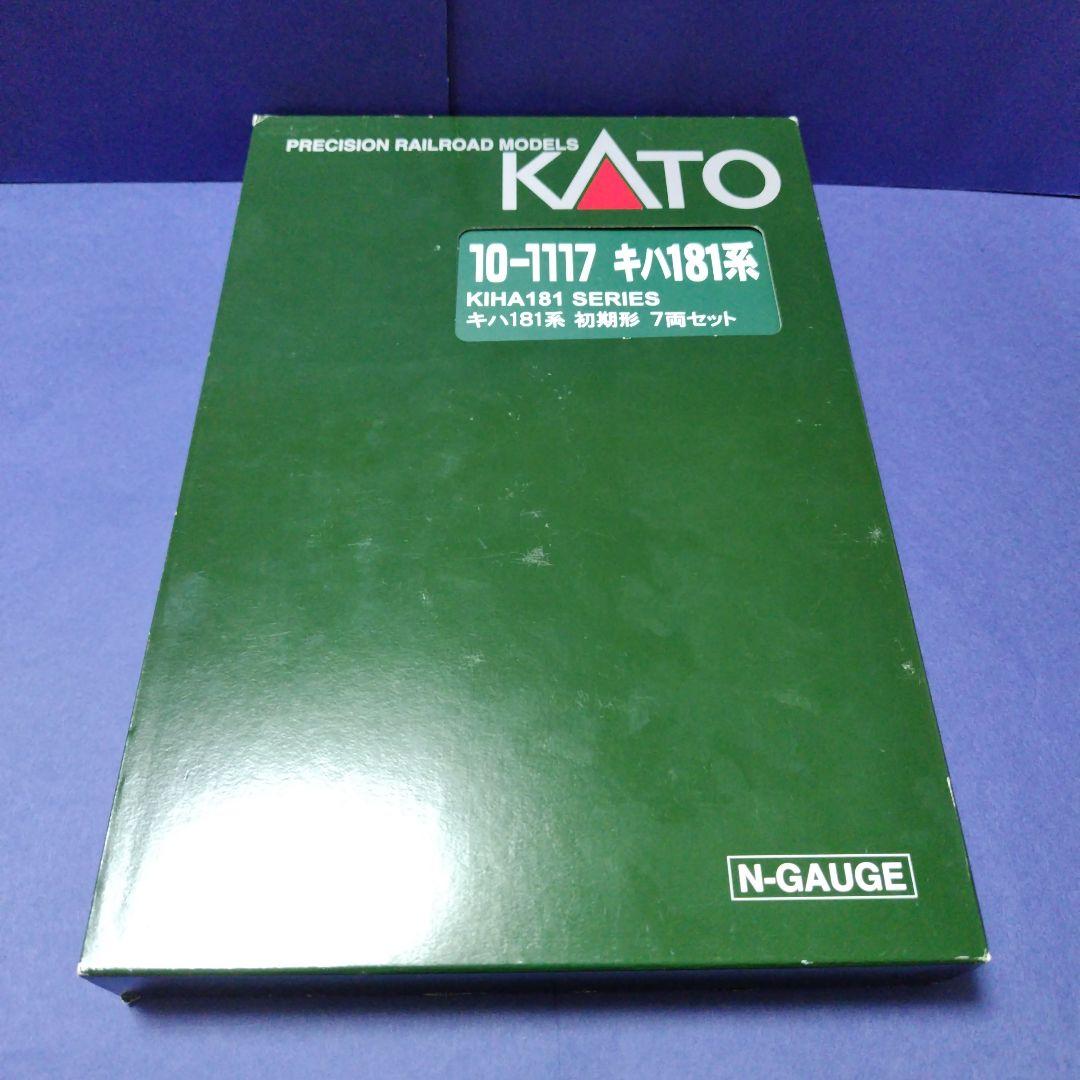 PRECISION RAILROAD MODELS
KATO
10-1117 キハ181系
KIHA181 SERIES
キハ181系 初期形 7両セット
N-GAUGE